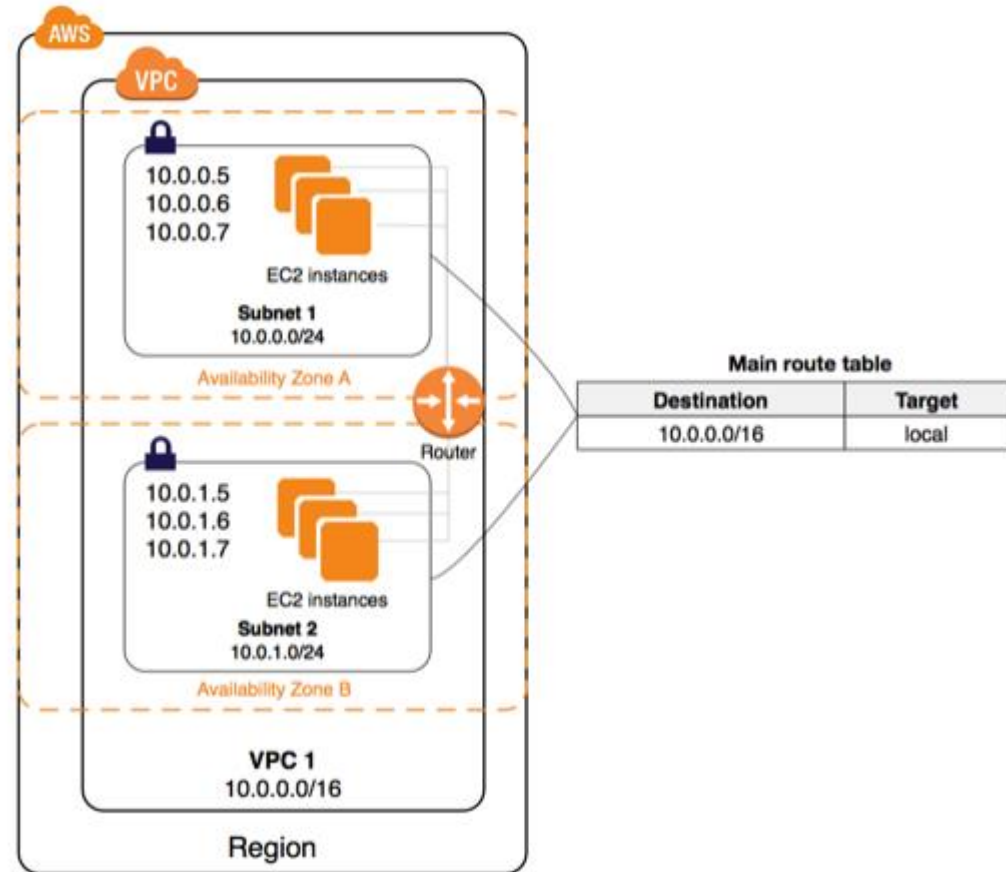 AWS
VPC
10.0.0.5
10.0.0.6
10.0.0.7
EC2 instances
Subnet 1
10.0.0.0/24
Availability Zone A
Router
10.0.1.5
10.0.1.6
10.0.1.7
EC2 instances
Subnet 2
10.0.1.0/24
Availability Zone B
VPC 1
10.0.0.0/16
Region
Main route table
Destination Target
10.0.0.0/16 local